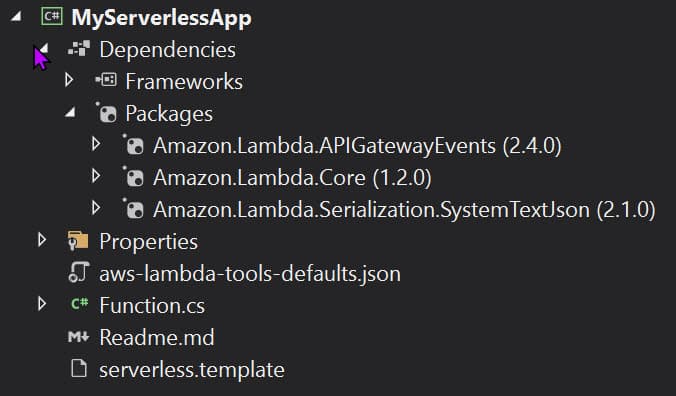 C# MyServerlessApp
Dependencies
Frameworks
Packages
Amazon.Lambda.APIGatewayEvents (2.4.0)
Amazon.Lambda.Core (1.2.0)
Amazon.Lambda.Serialization.SystemTextJson (2.1.0)
Properties
aws-lambda-tools-defaults.json
C# Function.cs
M Readme.md
serverless.template